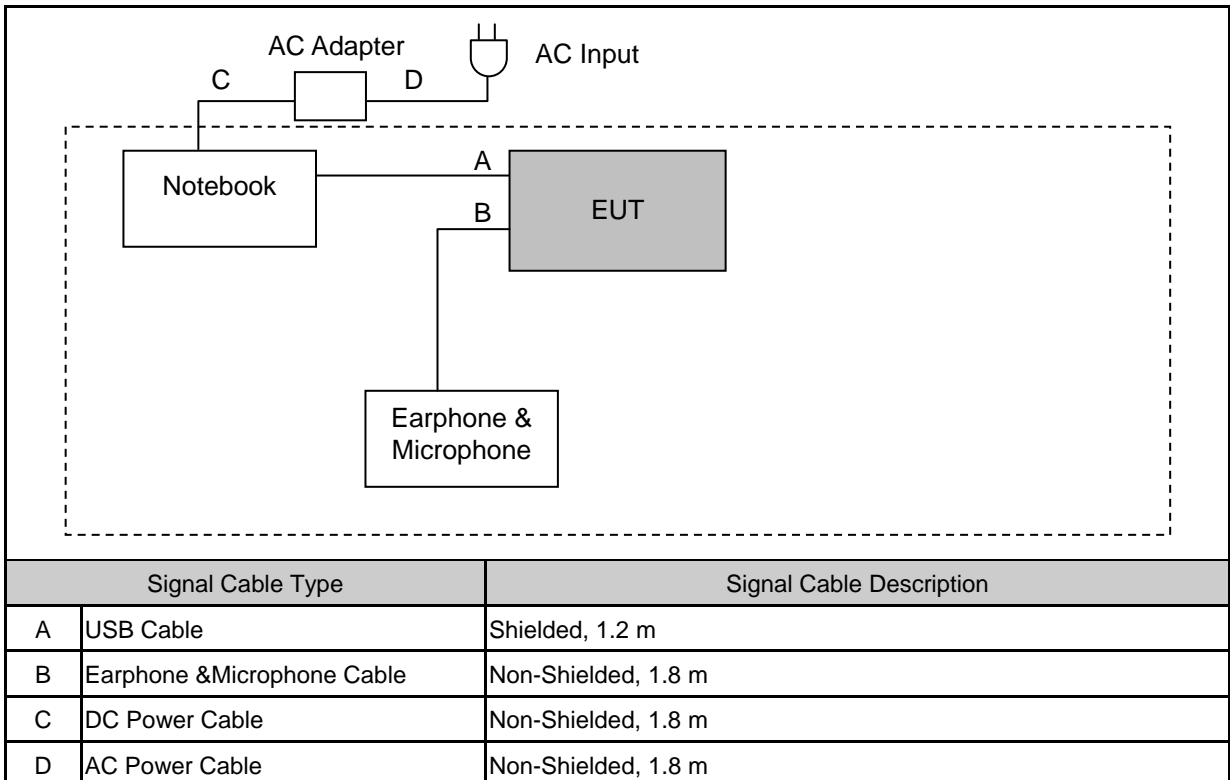 AC Adapter
AC Input
C
D
Notebook
A
B
EUT
Earphone &
Microphone
Signal Cable Type Signal Cable Description
A USB Cable Shielded, 1.2 m
B Earphone &Microphone Cable Non-Shielded, 1.8 m
C DC Power Cable Non-Shielded, 1.8 m
D AC Power Cable Non-Shielded, 1.8 m